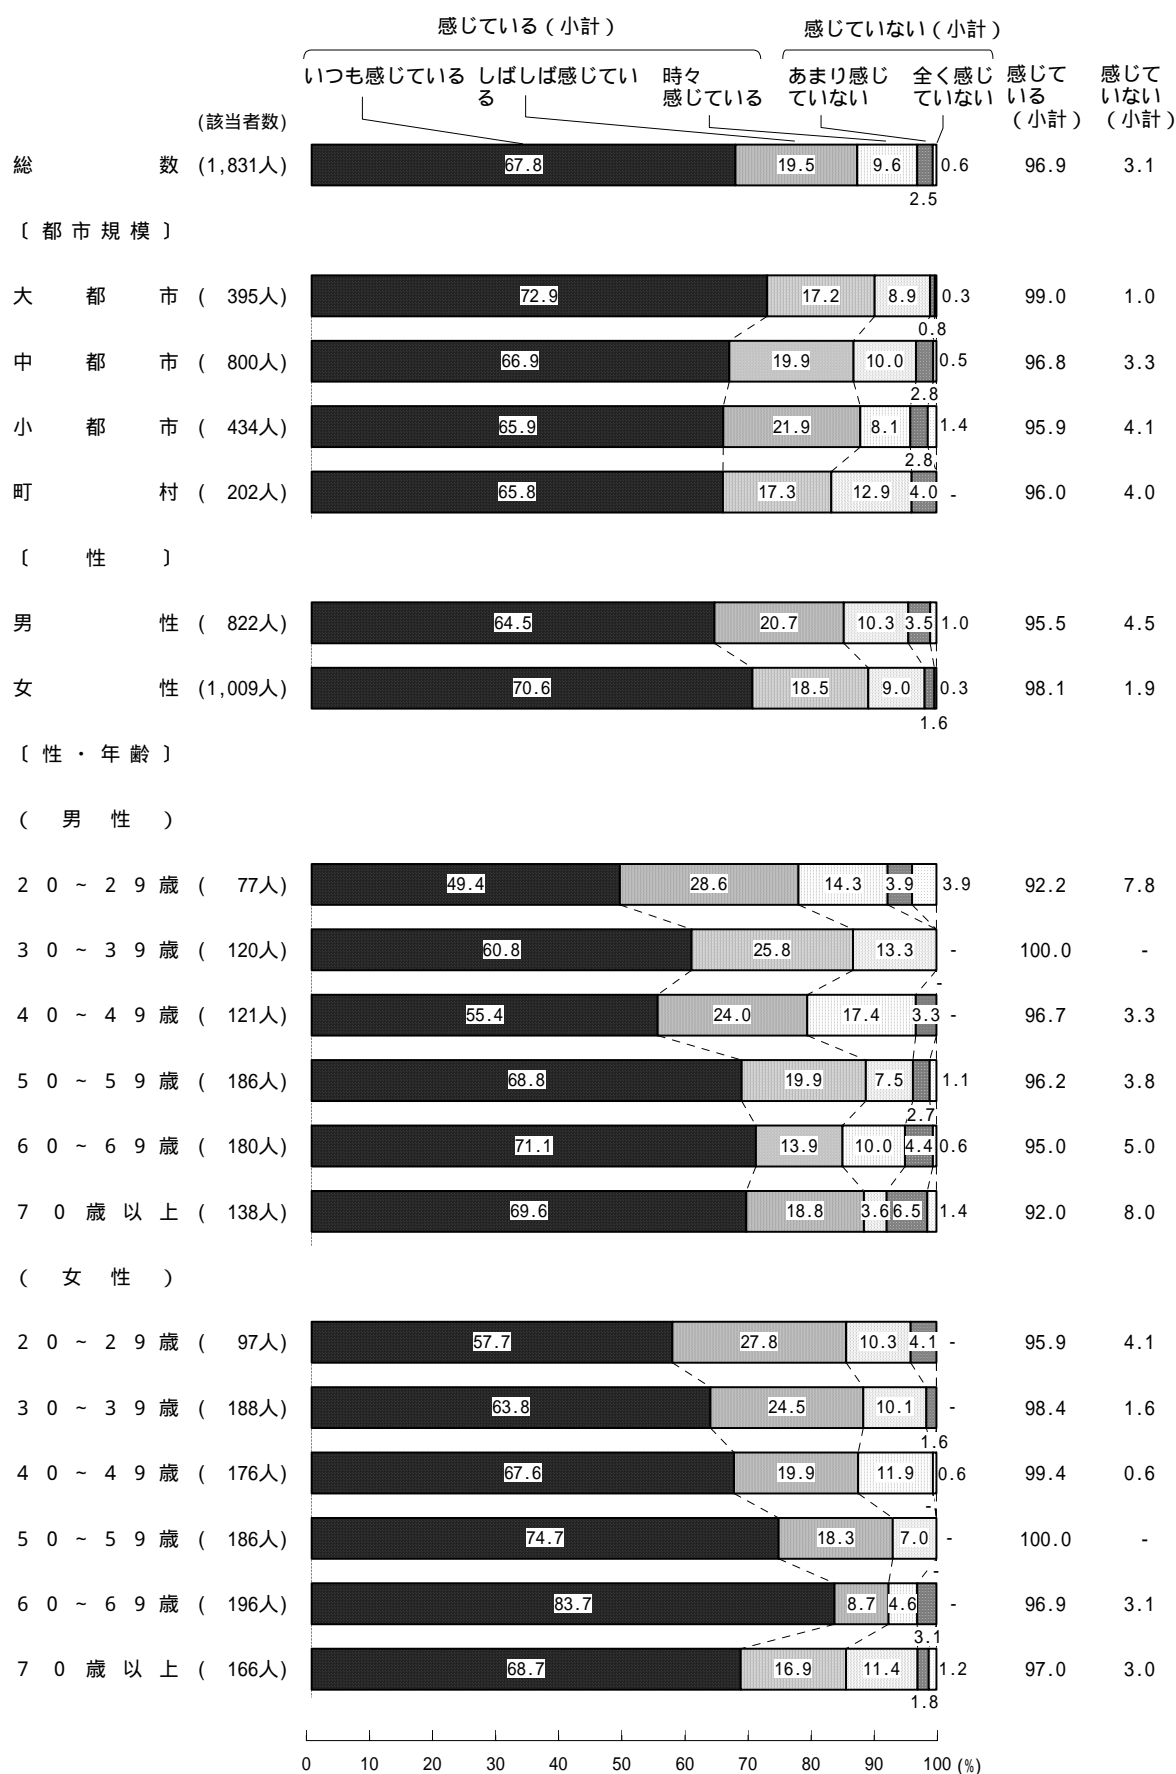 感じている（小計）　感じていない（小計）
いつも感じている　しばしば感じている　時々感じている　あまり感じていない　全く感じていない　感じている（小計）　感じていない（小計）
(該当者数)
総数 (1,831人) 67.8 19.5 9.6 2.5 0.6 96.9 3.1
〔都市規模〕
大都市 (395人) 72.9 17.2 8.9 0.8 0.3 99.0 1.0
中都市 (800人) 66.9 19.9 10.0 2.8 0.5 96.8 3.3
小都市 (434人) 65.9 21.9 8.1 2.8 1.4 95.9 4.1
町村 (202人) 65.8 17.3 12.9 4.0 - 96.0 4.0
〔性〕
男性 (822人) 64.5 20.7 10.3 3.5 1.0 95.5 4.5
女性 (1,009人) 70.6 18.5 9.0 1.6 0.3 98.1 1.9
〔性・年齢〕
(男性)
20~29歳 (77人) 49.4 28.6 14.3 3.9 3.9 92.2 7.8
30~39歳 (120人) 60.8 25.8 13.3 - - 100.0 -
40~49歳 (121人) 55.4 24.0 17.4 3.3 - 96.7 3.3
50~59歳 (186人) 68.8 19.9 7.5 2.7 1.1 96.2 3.8
60~69歳 (180人) 71.1 13.9 10.0 4.4 0.6 95.0 5.0
70歳以上 (138人) 69.6 18.8 3.6 6.5 1.4 92.0 8.0
(女性)
20~29歳 (97人) 57.7 27.8 10.3 4.1 - 95.9 4.1
30~39歳 (188人) 63.8 24.5 10.1 1.6 - 98.4 1.6
40~49歳 (176人) 67.6 19.9 11.9 - 0.6 99.4 0.6
50~59歳 (186人) 74.7 18.3 7.0 - - 100.0 -
60~69歳 (196人) 83.7 8.7 4.6 3.1 - 96.9 3.1
70歳以上 (166人) 68.7 16.9 11.4 1.8 1.2 97.0 3.0
0 10 20 30 40 50 60 70 80 90 100 (%)